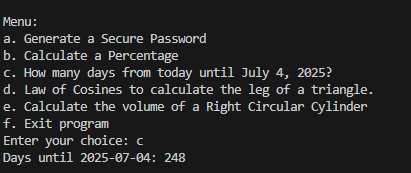 Menu:
a. Generate a Secure Password
b. Calculate a Percentage
c. How many days from today until July 4, 2025?
d. Law of Cosines to calculate the leg of a triangle.
e. Calculate the volume of a Right Circular Cylinder
f. Exit program
Enter your choice: c
Days until 2025-07-04: 248